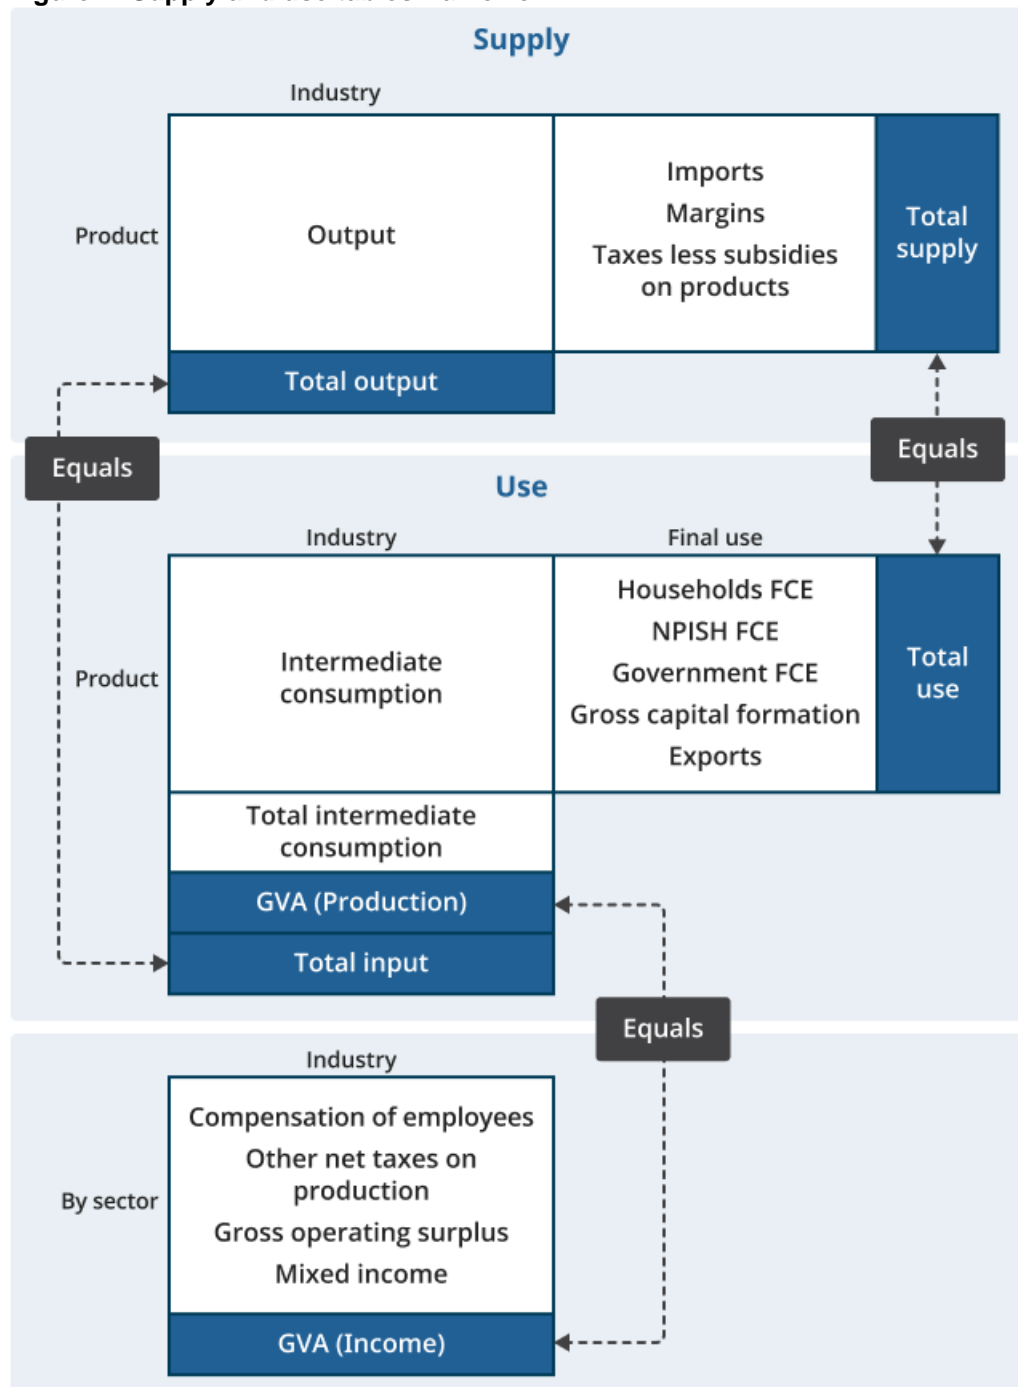 Supply
Industry
Product
Output
Imports
Margins
Taxes less subsidies
on products
Total
supply
Total output
Equals
Equals
Use
Industry
Final use
Product
Intermediate
consumption
Households FCE
NPISH FCE
Government FCE
Gross capital formation
Exports
Total
use
Total intermediate
consumption
GVA (Production)
Total input
Equals
Industry
By sector
Compensation of employees
Other net taxes on
production
Gross operating surplus
Mixed income
GVA (Income)